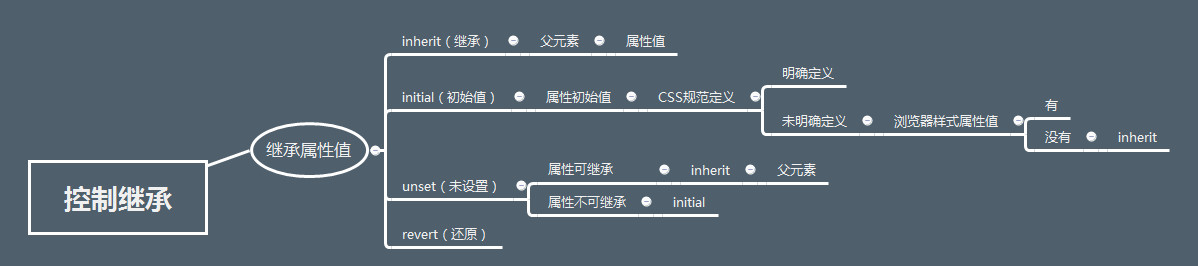 控制继承
继承属性值
inherit（继承）
父元素
属性值
initial（初始值）
属性初始值
CSS规范定义
明确定义
未明确定义
浏览器样式属性值
有
没有
inherit
unset（未设置）
属性可继承
inherit
父元素
属性不可继承
initial
revert（还原）